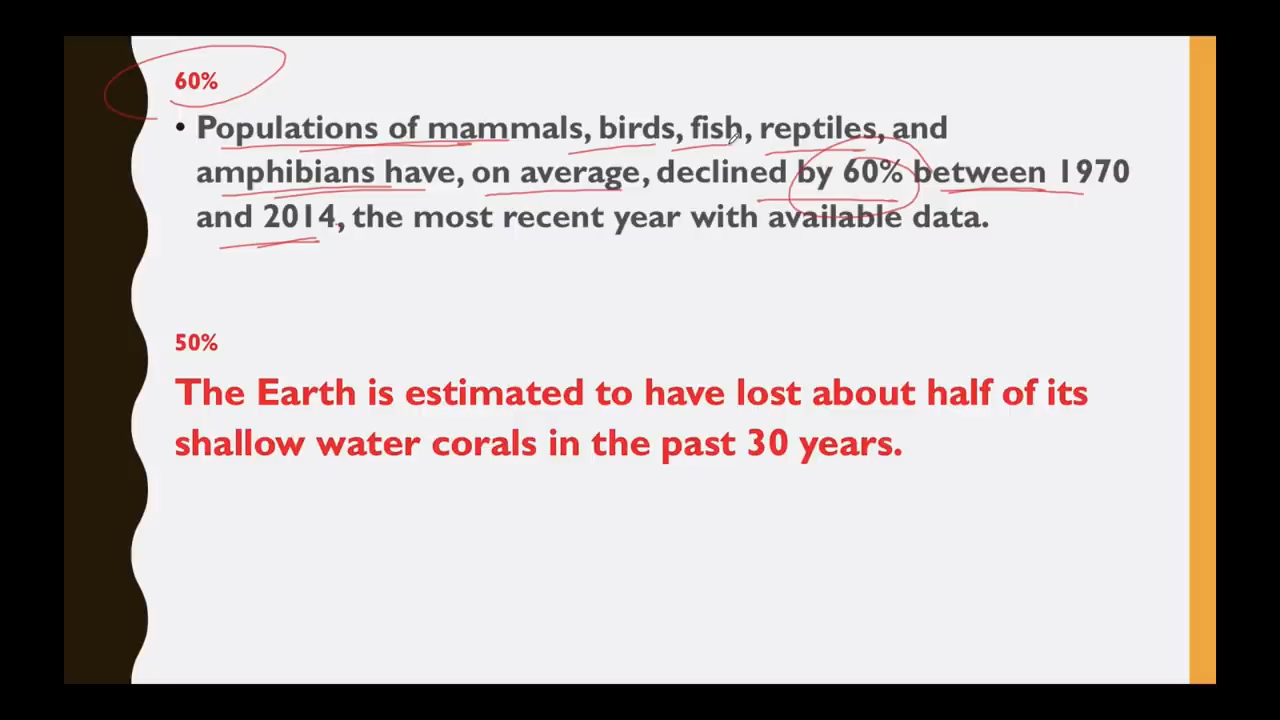 60%
• Populations of mammals, birds, fish, reptiles, and
amphibians have, on average, declined by 60% between 1970
and 2014, the most recent year with available data.
50%
The Earth is estimated to have lost about half of its
shallow water corals in the past 30 years.